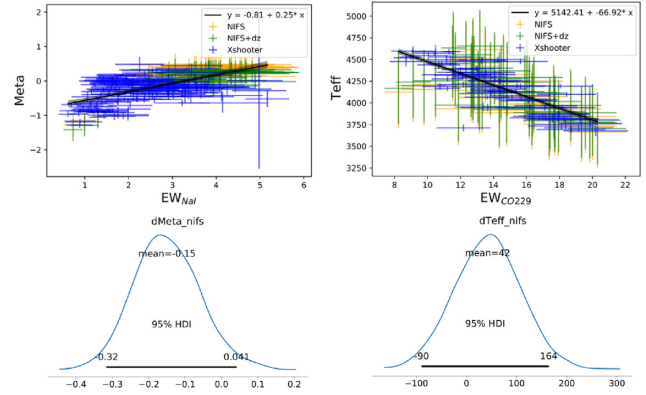 y = -0.81 + 0.25* x
NIFS
NIFS+dz
Xshooter
Meta
2
1
0
−1
−2
1 2 3 4 5 6
EW_NaI
y = 5142.41 + -66.92* x
NIFS
NIFS+dz
Xshooter
Teff
5000
4750
4500
4250
4000
3750
3500
3250
8 10 12 14 16 18 20 22
EW_CO229
dMeta_nifs
mean=-0.15
95% HDI
-0.32 0.041
−0.4 −0.3 −0.2 −0.1 0.0 0.1 0.2
dTeff_nifs
mean=42
95% HDI
-90 164
−100 0 100 200 300